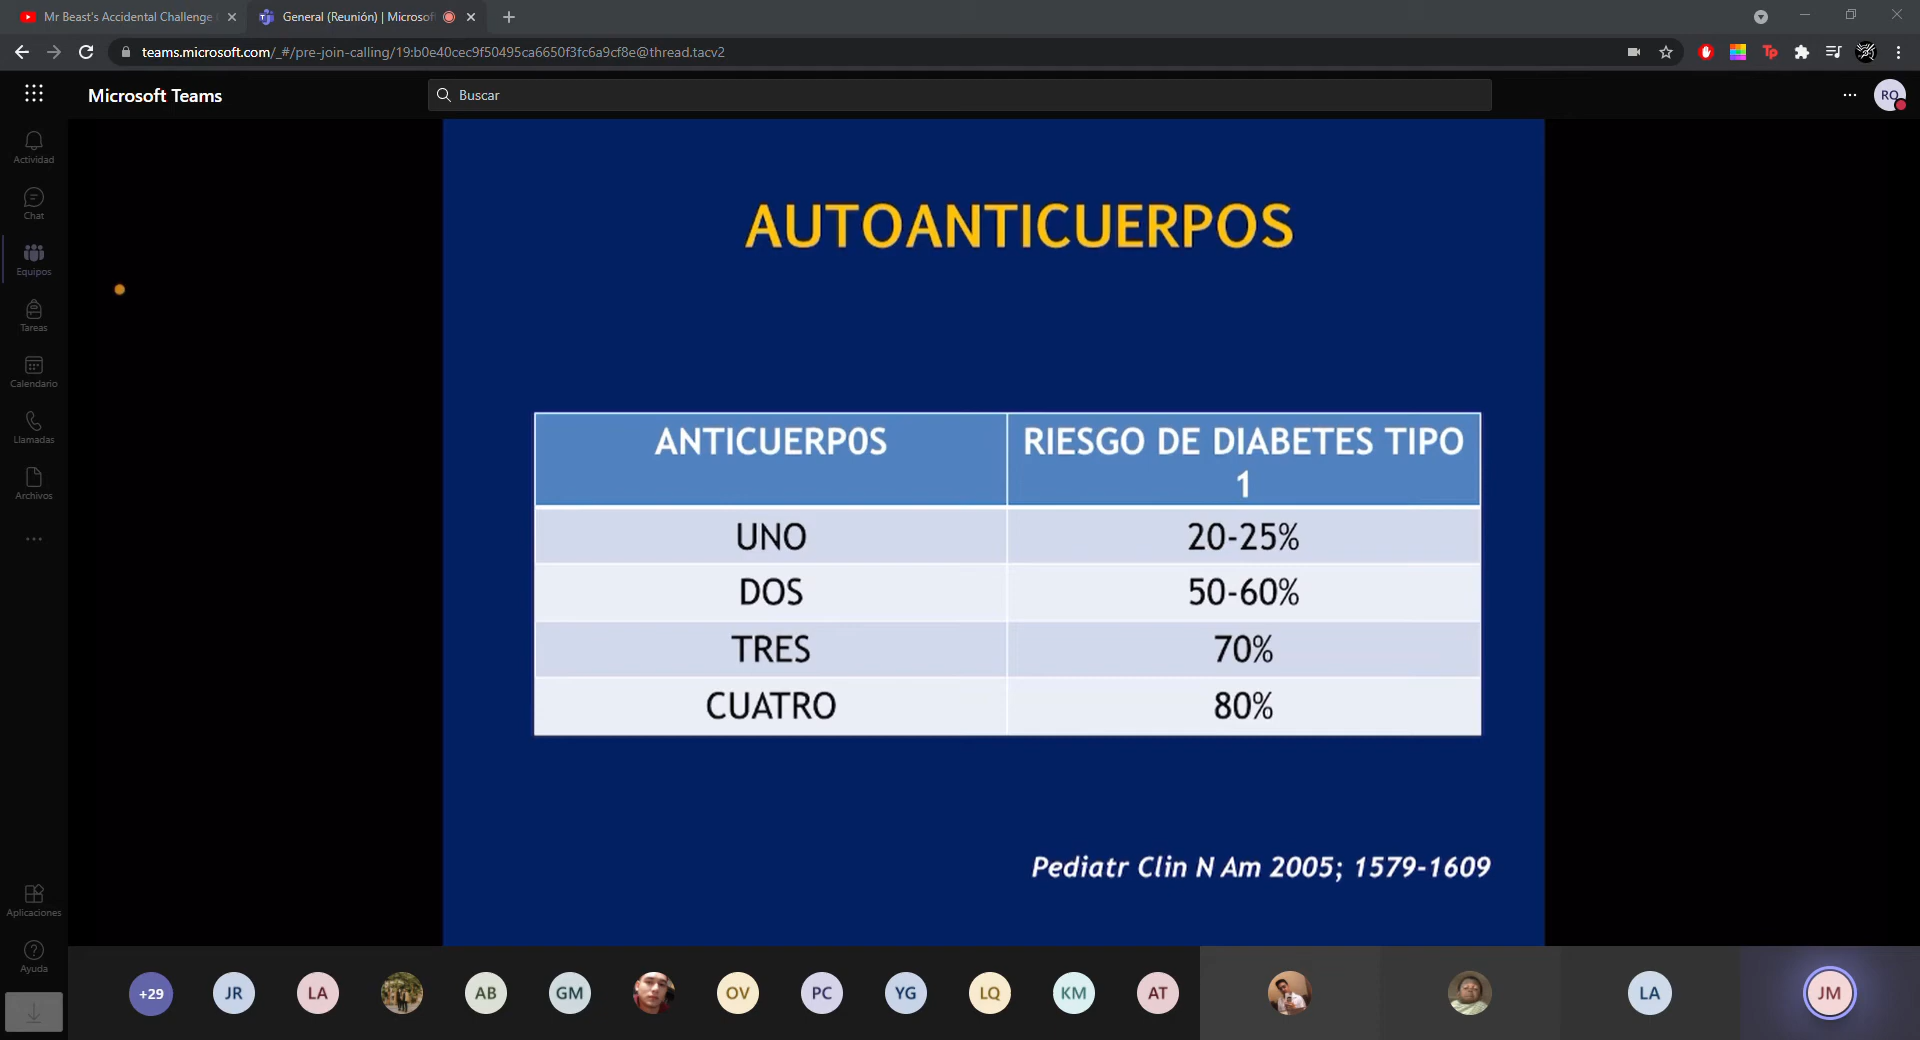 Mr Beast's Accidental Challenge
General (Reunión) | Microsof
teams.microsoft.com/_#/pre-join-calling/19:b0e40cec9f50495ca6650f3fc6a9cf8e@thread.tacv2
Tp
Microsoft Teams
Buscar
RO
Actividad
Chat
Equipos
Tareas
Calendario
Llamadas
Archivos
Aplicaciones
Ayuda
AUTOANTICUERPOS
ANTICUERP0S
RIESGO DE DIABETES TIPO
1
UNO 20-25%
DOS 50-60%
TRES 70%
CUATRO 80%
Pediatr Clin N Am 2005; 1579-1609
+29 JR LA AB GM OV PC YG LQ KM AT LA JM